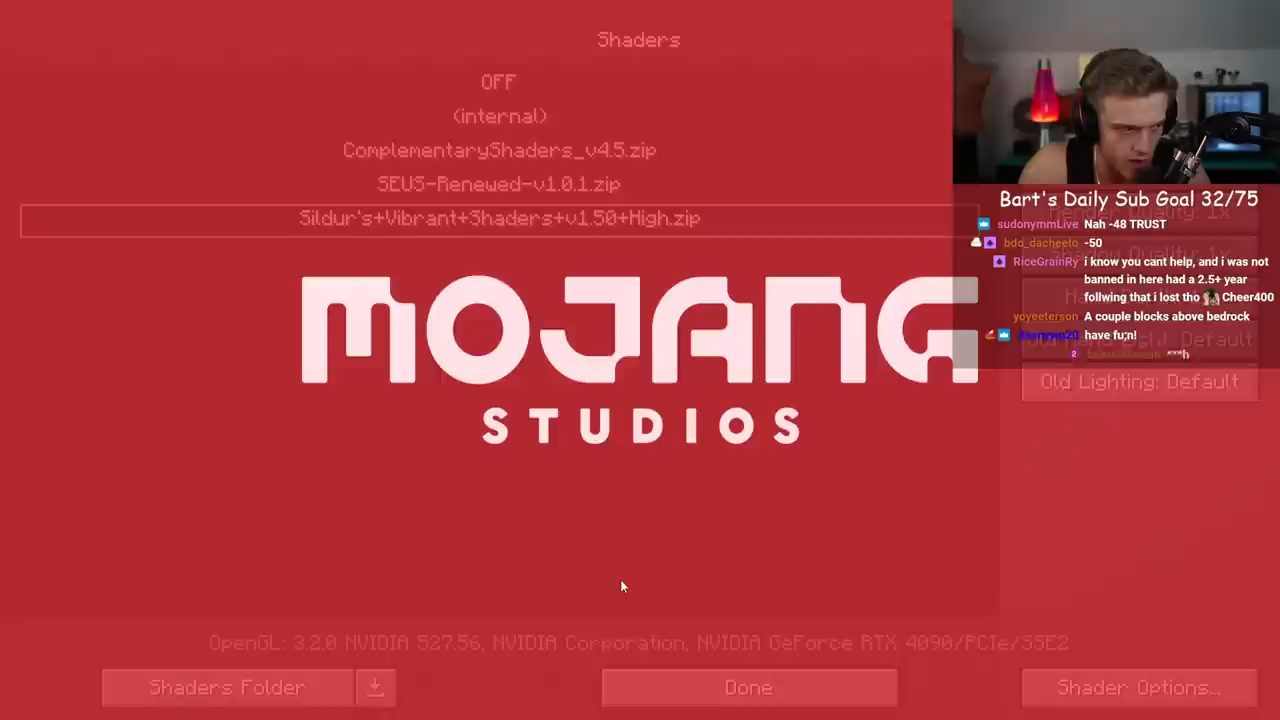 Shaders
OFF
(internal)
ComplementaryShaders_v4.5.zip
SEUS-Renewed-v1.0.1.zip
Sildur's+Vibrant+Shaders+v1.50+High.zip
MOJANG
STUDIOS
Bart's Daily Sub Goal 32/75
sudonymmLive Nah -48 TRUST
bdo_dacheelo -50
RiceGrainRy i know you cant help, and i was not
banned in here had a 2.5+ year
follwing that i lost tho Cheer400
yoyeeterson A couple blocks above bedrock
have fu;n!
Old Lighting: Default
OpenGL: 3.2.0 NVIDIA 527.56, NVIDIA Corporation, NVIDIA GeForce RTX 4090/PCIe/SSE2
Shaders Folder
Done
Shader Options...